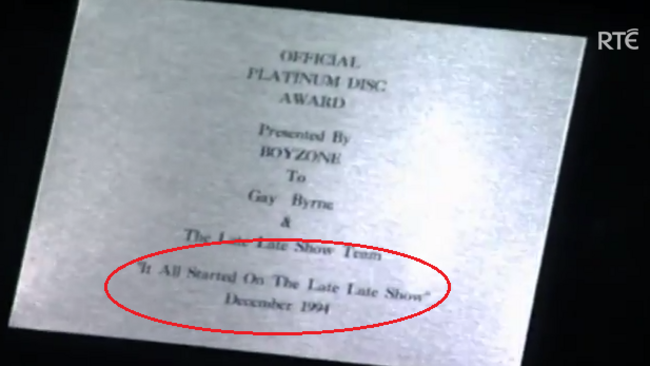 RTÉ
OFFICIAL
PLATINUM DISC
AWARD
Presented By
BOYZONE
To
Gay Byrne
&
The Late Late Show Team
"It All Started On The Late Late Show"
December 1994